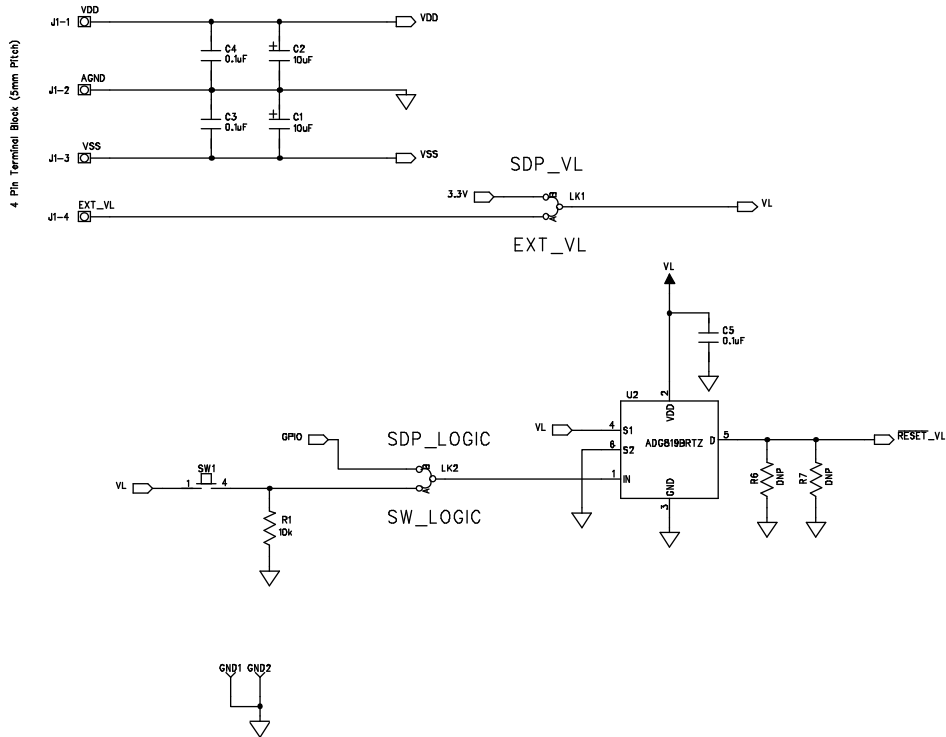 4 Pin Terminal Block (5mm Pitch)
J1-1
VDD
VDD
C4
0.1uF
+
C2
10uF
J1-2
AGND
C3
0.1uF
+
C1
10uF
J1-3
VSS
VSS
SDP_VL
3.3V
B
LK1
VL
J1-4
EXT_VL
A
EXT_VL
VL
C5
0.1uF
U2
2
VDD
VL
4
S1
ADG819BRTZ
D
5
RESET_VL
6
S2
GPIO
SDP_LOGIC
B
LK2
1
IN
GND
3
R6
DNP
R7
DNP
SW1
VL
1
4
A
SW_LOGIC
R1
10k
GND1
GND2